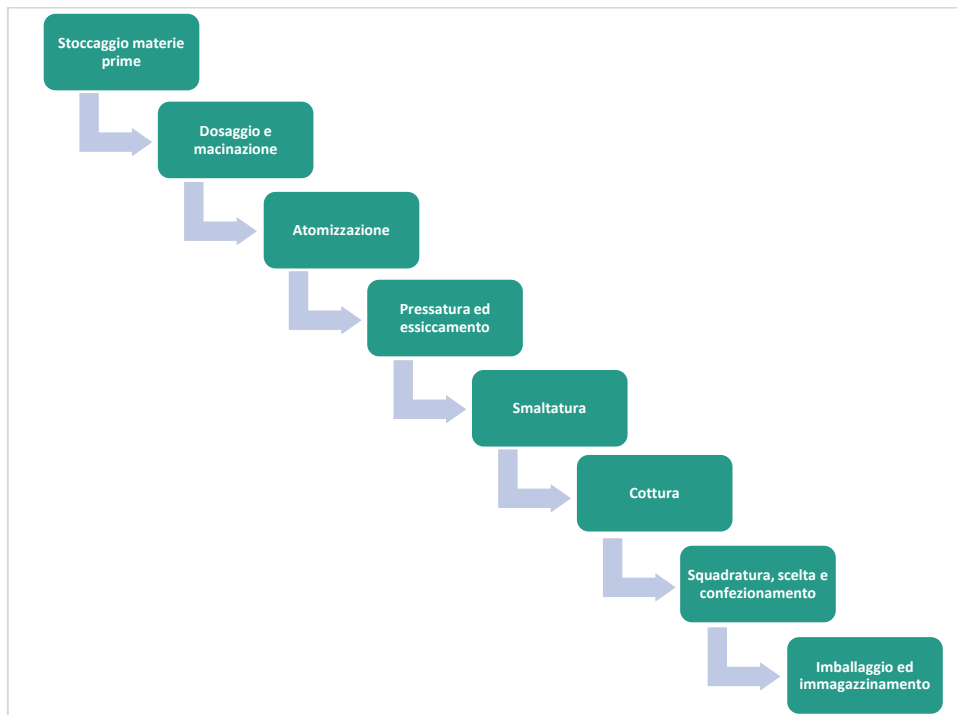 Stoccaggio materie
prime
Dosaggio e
macinazione
Atomizzazione
Pressatura ed
essiccamento
Smaltatura
Cottura
Squadratura, scelta e
confezionamento
Imballaggio ed
immagazzinamento